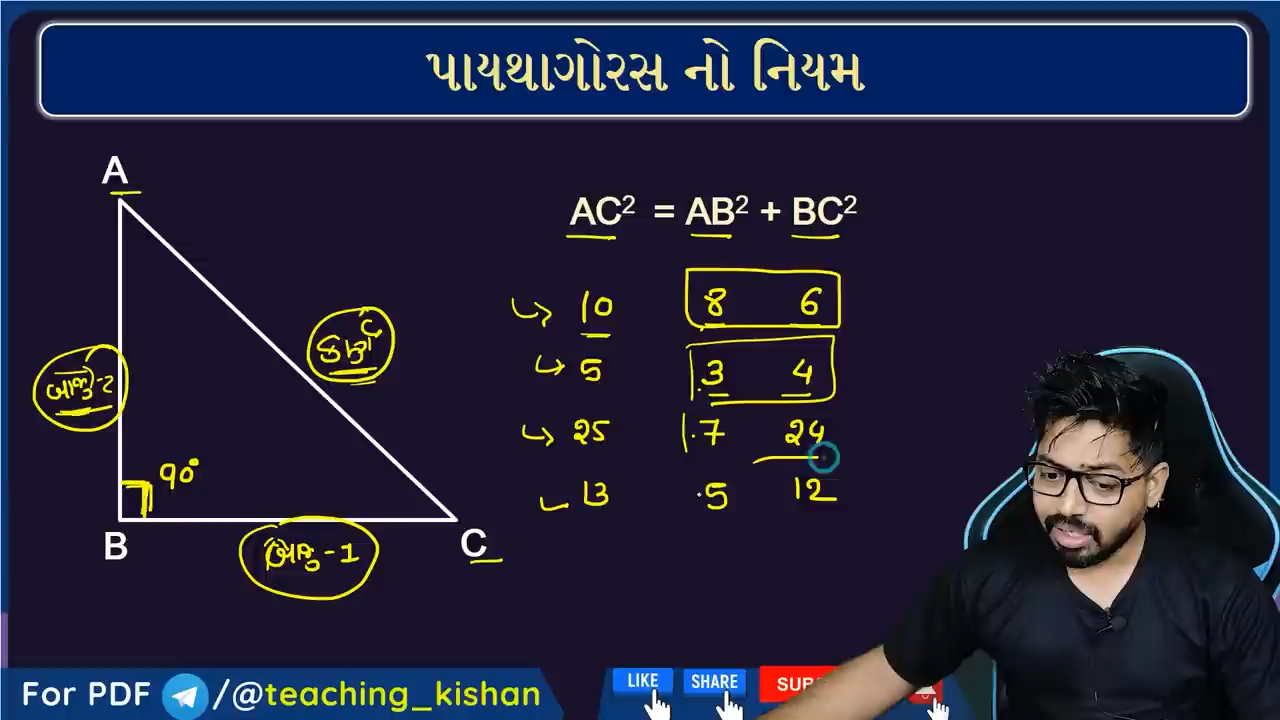 પાયથાગોરસ નો નિયમ
A
AC² = AB² + BC²
10 8 6
કર્ણ C
5 3 4
બાજુ-2
25 7 24
90°
13 5 12
B
બાજુ-1
C
For PDF /@teaching_kishan
LIKE
SHARE